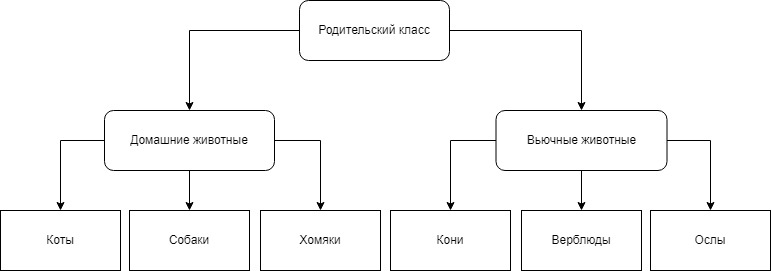 Родительский класс
Домашние животные
Вьючные животные
Коты
Собаки
Хомяки
Кони
Верблюды
Ослы